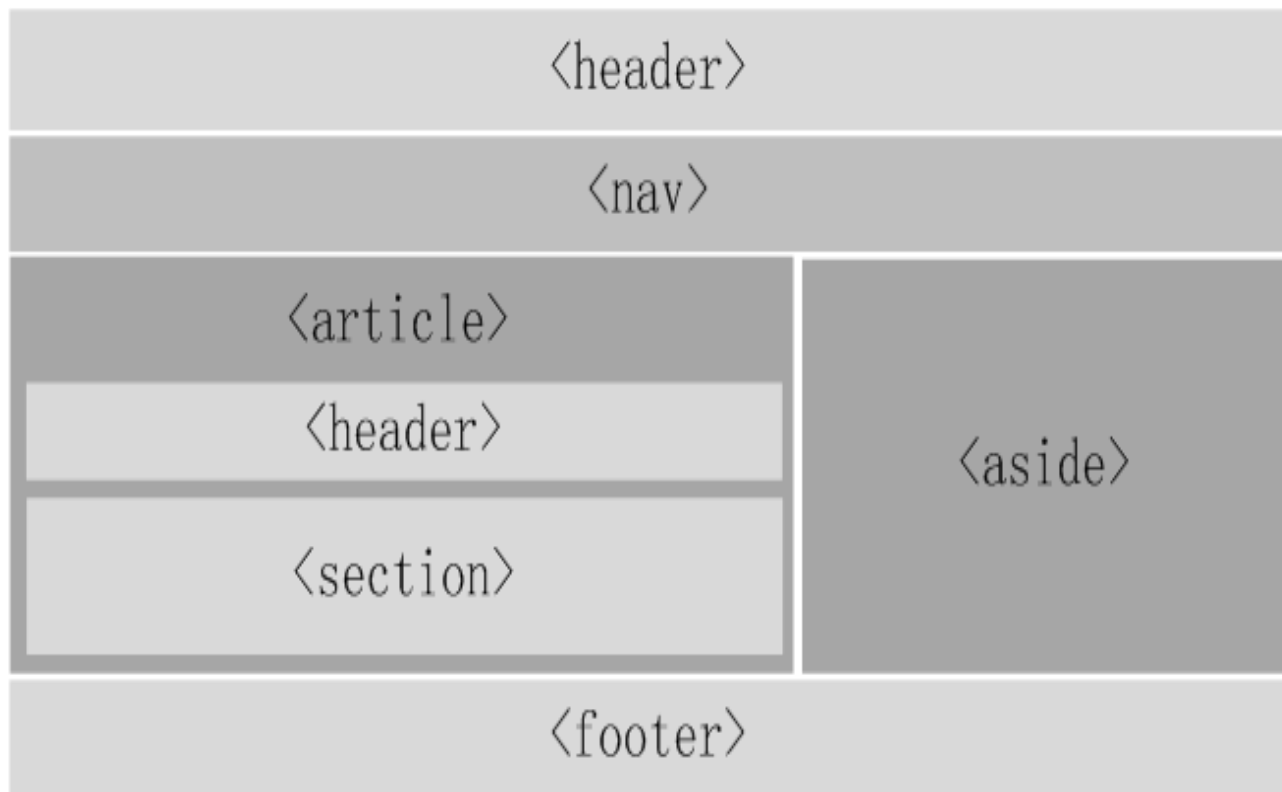 <header>
<nav>
<article>
<header>
<section>
<aside>
<footer>